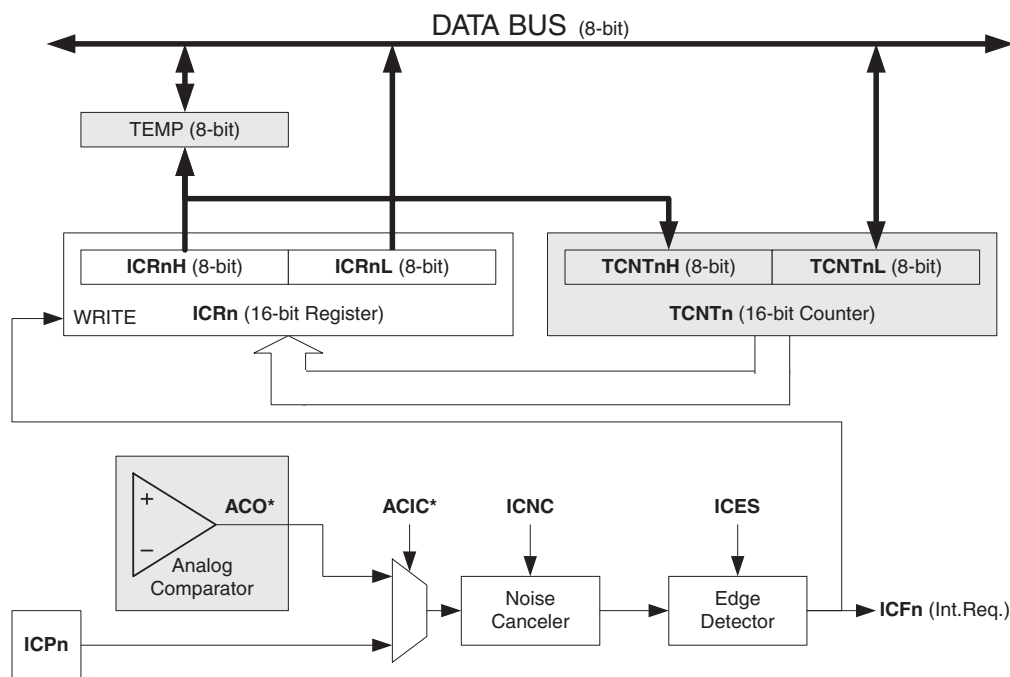 DATA BUS (8-bit)
TEMP (8-bit)
ICRnH (8-bit)
ICRnL (8-bit)
TCNTnH (8-bit)
TCNTnL (8-bit)
WRITE
ICRn (16-bit Register)
TCNTn (16-bit Counter)
+
−
ACO*
Analog
Comparator
ACIC*
ICNC
ICES
Noise
Canceler
Edge
Detector
ICFn (Int.Req.)
ICPn